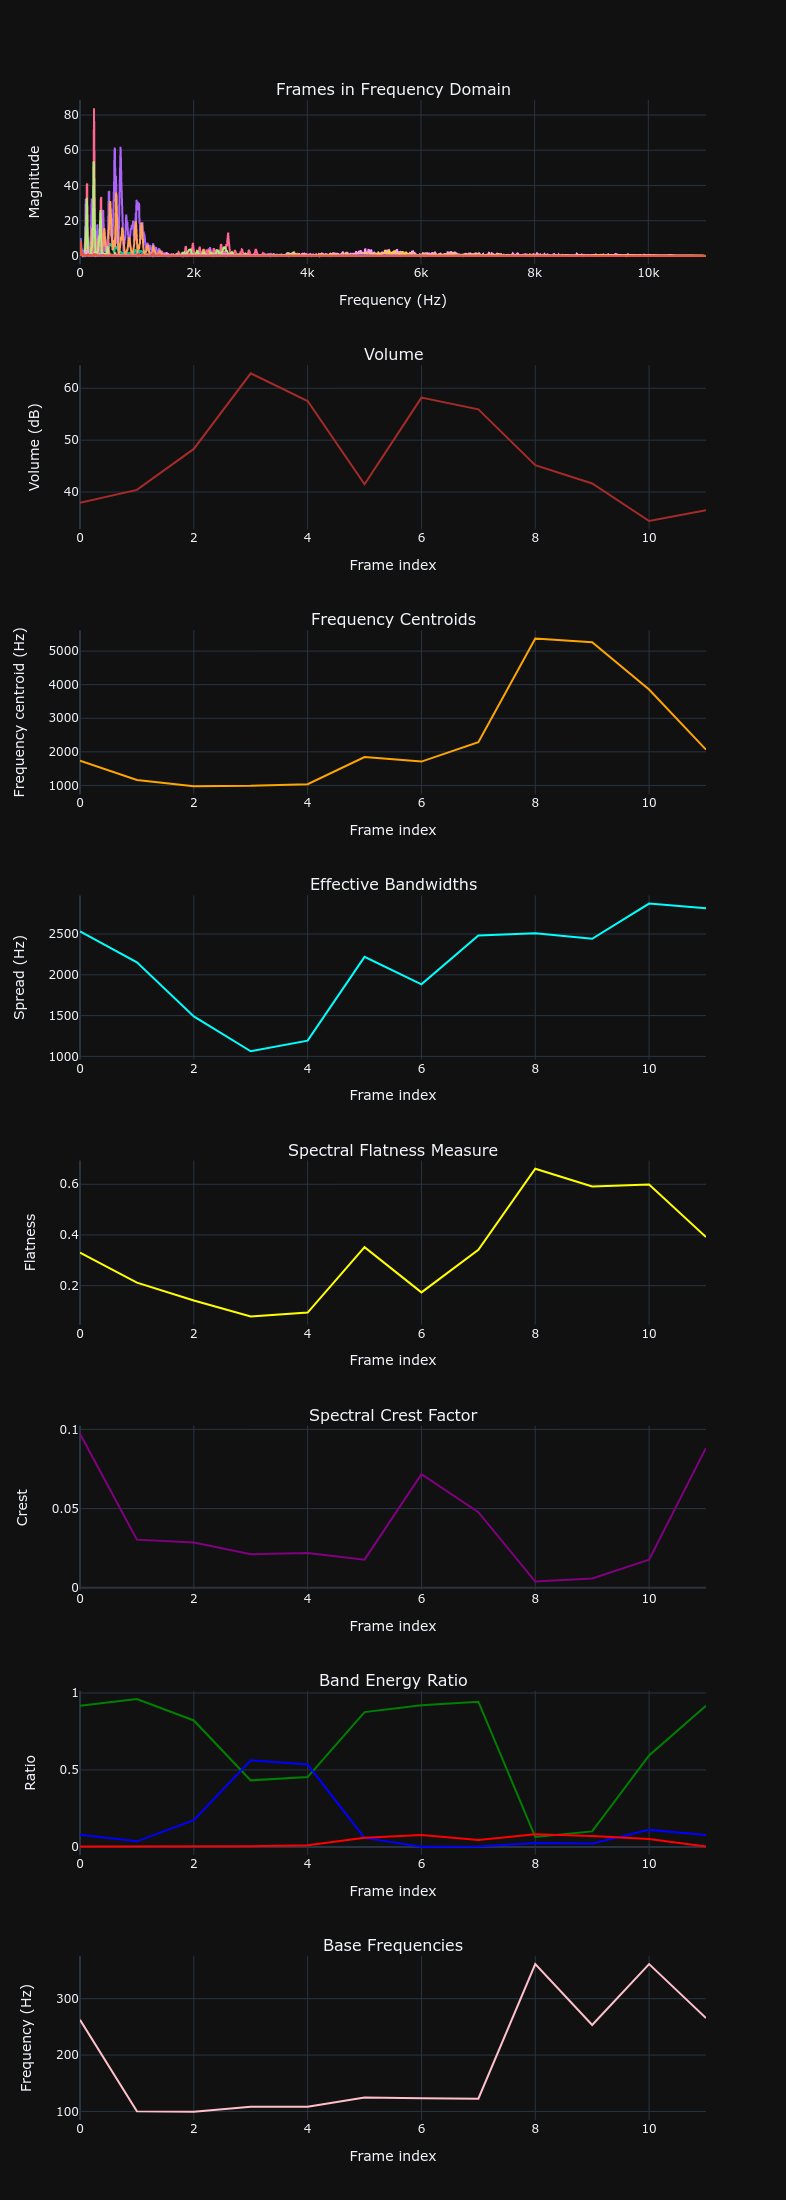 Frames in Frequency Domain
80
60
40
20
0
Magnitude
0 2k 4k 6k 8k 10k
Frequency (Hz)
Volume
60
50
40
Volume (dB)
0 2 4 6 8 10
Frame index
Frequency Centroids
5000
4000
3000
2000
1000
Frequency centroid (Hz)
0 2 4 6 8 10
Frame index
Effective Bandwidths
2500
2000
1500
1000
Spread (Hz)
0 2 4 6 8 10
Frame index
Spectral Flatness Measure
0.6
0.4
0.2
Flatness
0 2 4 6 8 10
Frame index
Spectral Crest Factor
0.1
0.05
0
Crest
0 2 4 6 8 10
Frame index
Band Energy Ratio
1
0.5
0
Ratio
0 2 4 6 8 10
Frame index
Base Frequencies
300
200
100
Frequency (Hz)
0 2 4 6 8 10
Frame index